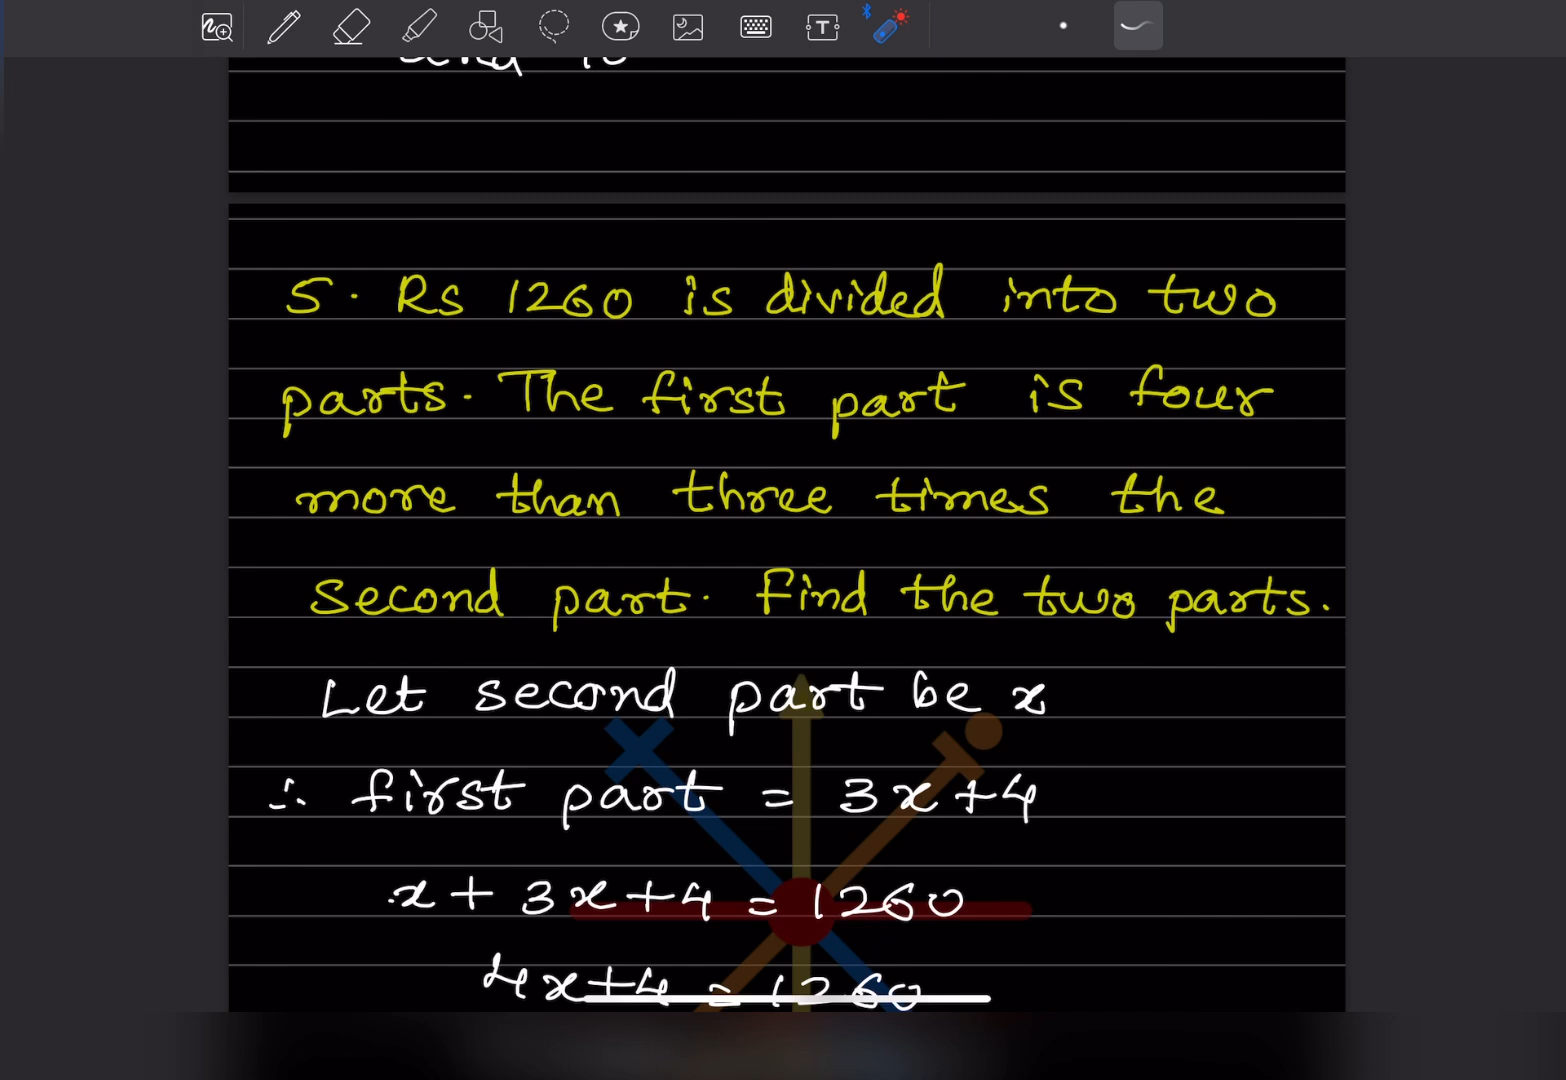 5. Rs 1260 is divided into two
parts. The first part is four
more than three times the
second part. Find the two parts.
Let second part be x
∴ first part = 3x+4
x + 3x+4 = 1260
4x+4 = 1260